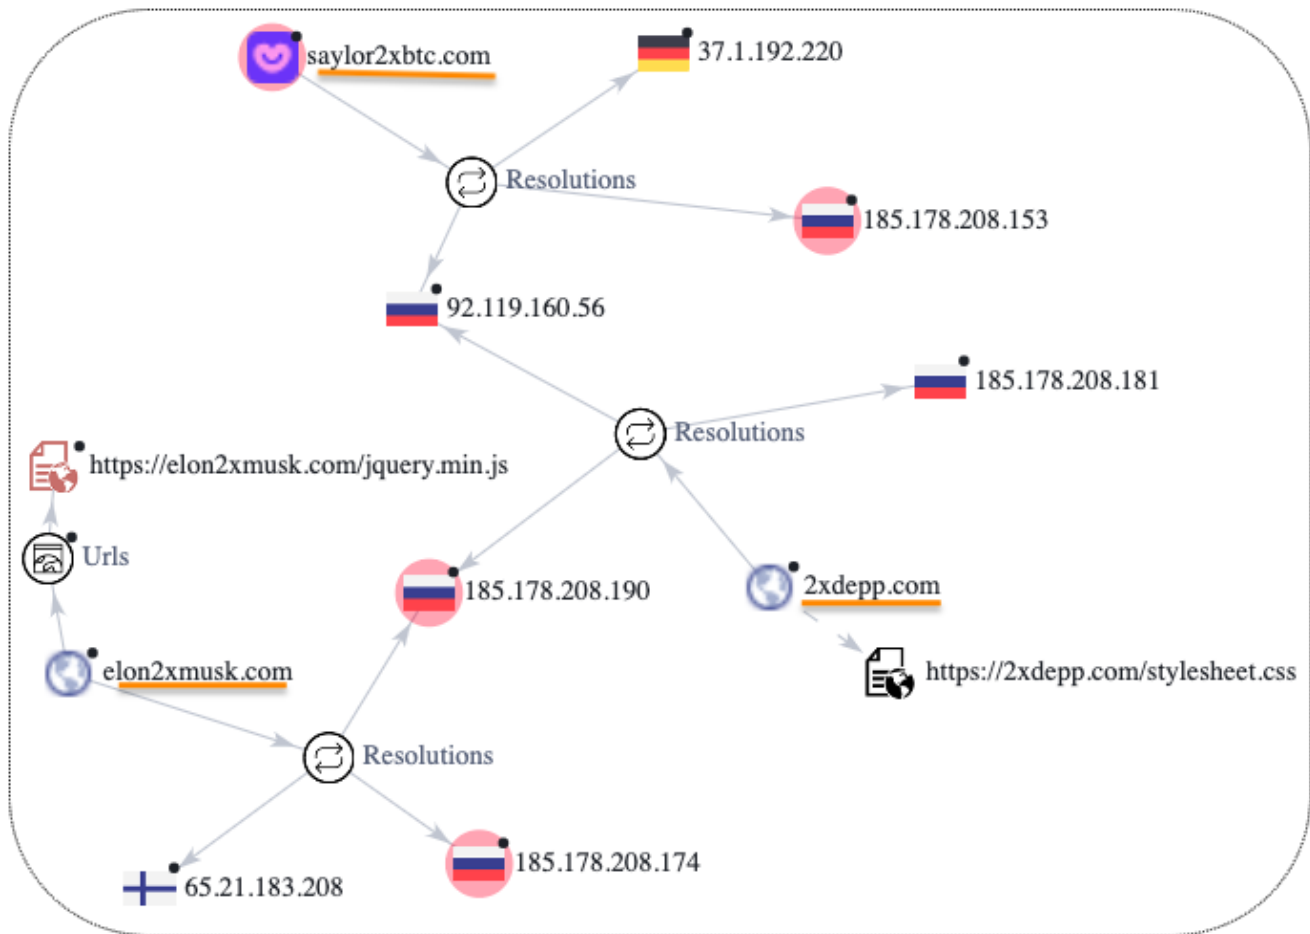 saylor2xbtc.com
37.1.192.220
Resolutions
185.178.208.153
92.119.160.56
185.178.208.181
Resolutions
https://elon2xmusk.com/jquery.min.js
Urls
185.178.208.190
2xdepp.com
elon2xmusk.com
https://2xdepp.com/stylesheet.css
Resolutions
185.178.208.174
65.21.183.208